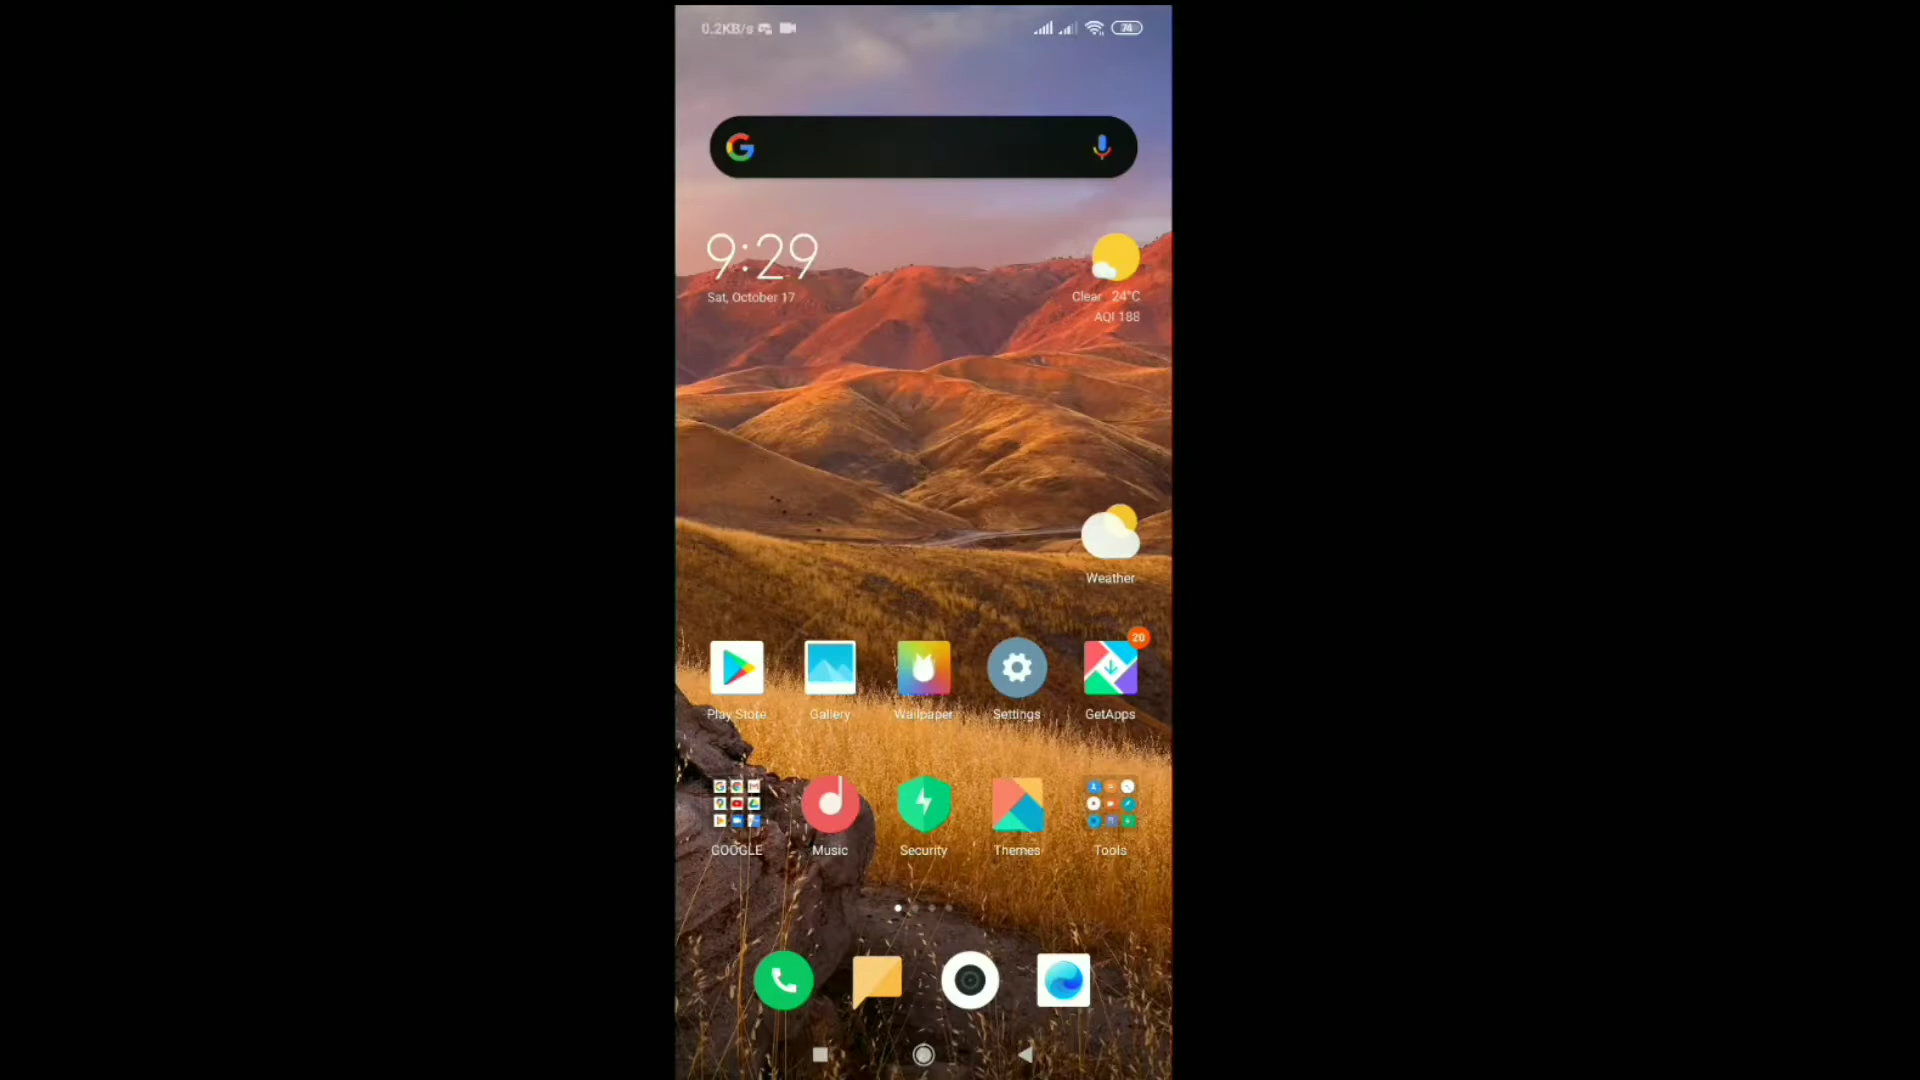 0.2KB/s
74
9:29
Sat, October 17
Clear 24°C
AQI 188
Weather
20
Play Store
Gallery
Wallpaper
Settings
GetApps
GOOGLE
Music
Security
Themes
Tools